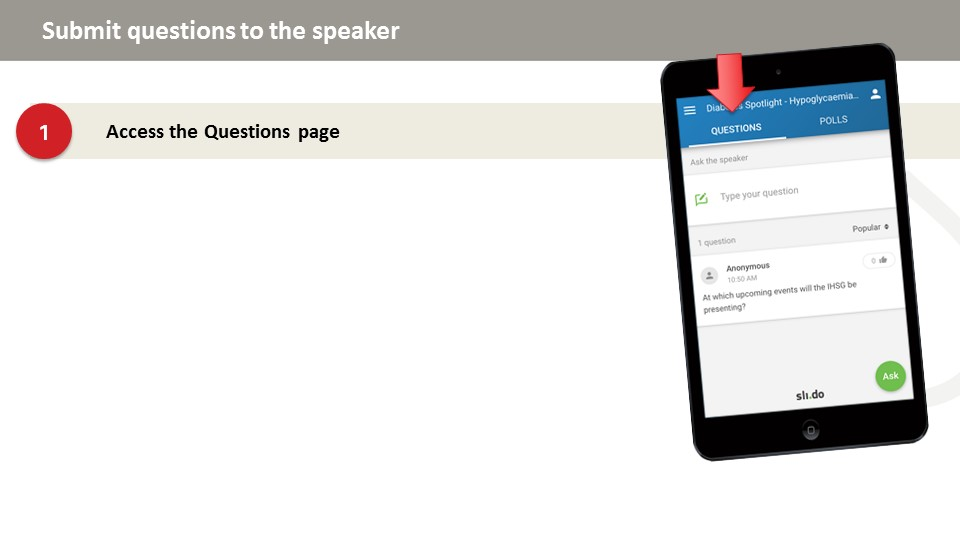 Submit questions to the speaker
1
Access the Questions page
Spotlight - Hypoglycaemia...
QUESTIONS
POLLS
Ask the speaker
Type your question
1 question
Popular
Anonymous
0
10:50 AM
At which upcoming events will the IHSG be
presenting?
Ask
sli.do